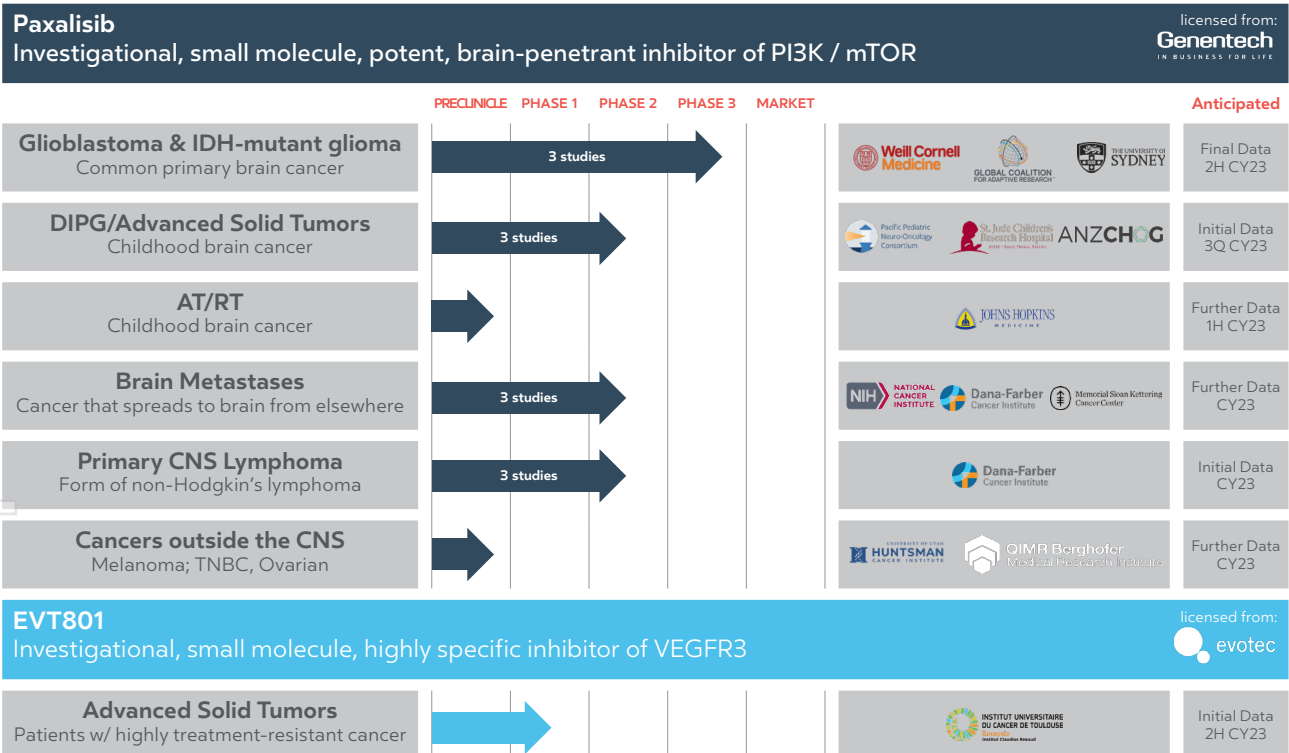 Paxalisib
Investigational, small molecule, potent, brain-penetrant inhibitor of PI3K / mTOR
licensed from:
Genentech
IN BUSINESS FOR LIFE
PRECLINICLE PHASE 1 PHASE 2 PHASE 3 MARKET
Anticipated
Glioblastoma & IDH-mutant glioma
Common primary brain cancer
3 studies
Weill Cornell
Medicine
GLOBAL COALITION
FOR ADAPTIVE RESEARCH
THE UNIVERSITY OF
SYDNEY
Final Data
2H CY23
DIPG/Advanced Solid Tumors
Childhood brain cancer
3 studies
Pacific Pediatric
Neuro-Oncology
Consortium
St. Jude Children's
Research Hospital
ANZCHOG
Initial Data
3Q CY23
AT/RT
Childhood brain cancer
JOHNS HOPKINS
MEDICINE
Further Data
1H CY23
Brain Metastases
Cancer that spreads to brain from elsewhere
3 studies
NIH
NATIONAL
CANCER
INSTITUTE
Dana-Farber
Cancer Institute
Memorial Sloan Kettering
Cancer Center
Further Data
CY23
Primary CNS Lymphoma
Form of non-Hodgkin's lymphoma
3 studies
Dana-Farber
Cancer Institute
Initial Data
CY23
Cancers outside the CNS
Melanoma; TNBC, Ovarian
UNIVERSITY OF UTAH
HUNTSMAN
CANCER INSTITUTE
QIMR Berghofer
Medical Research Institute
Further Data
CY23
EVT801
Investigational, small molecule, highly specific inhibitor of VEGFR3
licensed from:
evotec
Advanced Solid Tumors
Patients w/ highly treatment-resistant cancer
INSTITUT UNIVERSITAIRE
DU CANCER DE TOULOUSE
Institut Claudius Regaud
Initial Data
2H CY23